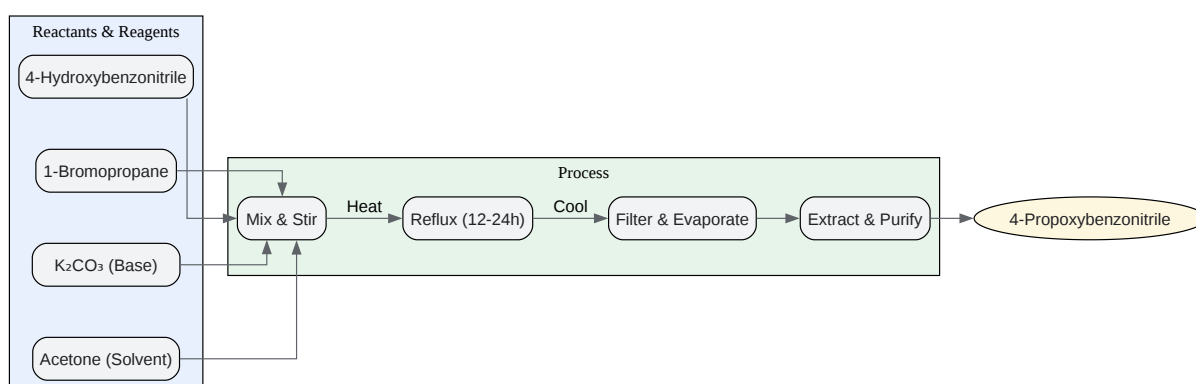 Reactants & Reagents
4-Hydroxybenzonitrile
1-Bromopropane
K₂CO₃ (Base)
Acetone (Solvent)
Process
Mix & Stir
Heat
Reflux (12-24h)
Cool
Filter & Evaporate
Extract & Purify
4-Propoxybenzonitrile